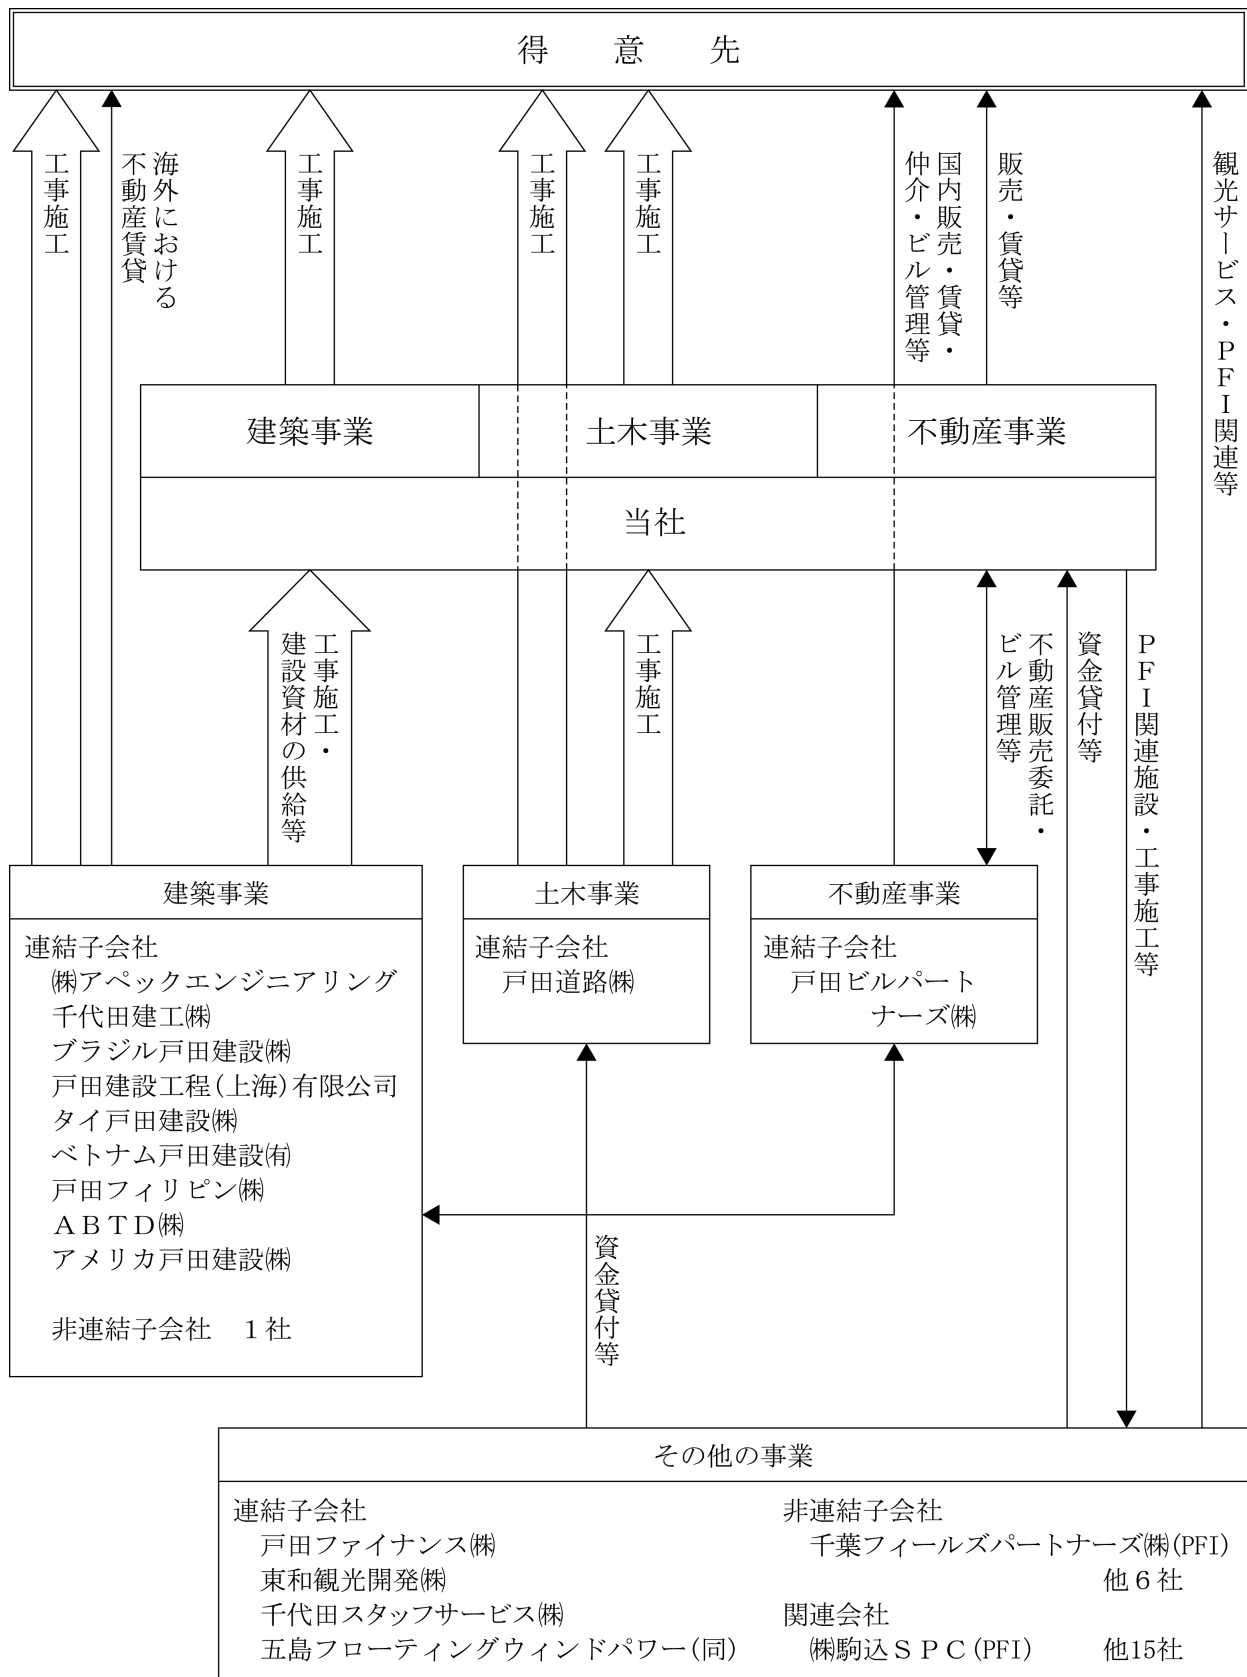 得意先
工事施工
海外における
不動産賃貸
工事施工
工事施工
工事施工
国内販売・賃貸・
仲介・ビル管理等
販売・賃貸等
観光サービス・ＰＦＩ関連等
建築事業
土木事業
不動産事業
当社
工事施工・
建設資材の供給等
工事施工
不動産販売委託・
ビル管理等
資金貸付等
ＰＦＩ関連施設・工事施工等
建築事業
連結子会社
㈱アペックエンジニアリング
千代田建工㈱
ブラジル戸田建設㈱
戸田建設工程(上海)有限公司
タイ戸田建設㈱
ベトナム戸田建設㈲
戸田フィリピン㈱
ＡＢＴＤ㈱
アメリカ戸田建設㈱
非連結子会社　１社
土木事業
連結子会社
戸田道路㈱
不動産事業
連結子会社
戸田ビルパート
ナーズ㈱
資金貸付等
その他の事業
連結子会社
戸田ファイナンス㈱
東和観光開発㈱
千代田スタッフサービス㈱
五島フローティングウィンドパワー(同)
非連結子会社
千葉フィールズパートナーズ㈱(PFI)
他６社
関連会社
㈱駒込ＳＰＣ(PFI)　他15社